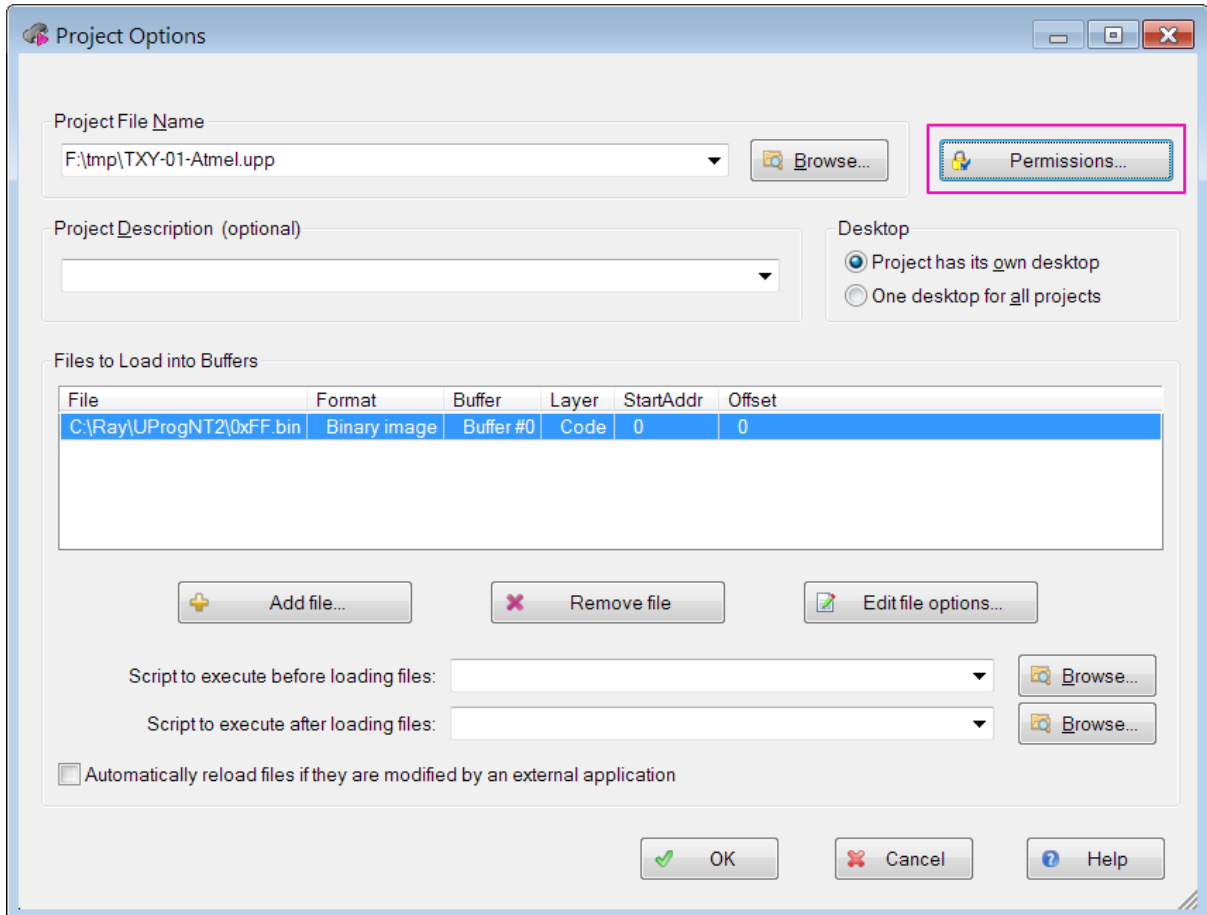 Project Options
Project File Name
F:\tmp\TXY-01-Atmel.upp
Browse...
Permissions...
Project Description (optional)
Desktop
Project has its own desktop
One desktop for all projects
Files to Load into Buffers
File Format Buffer Layer StartAddr Offset
C:\Ray\UProgNT2\0xFF.bin Binary image Buffer #0 Code 0 0
Add file... Remove file Edit file options...
Script to execute before loading files: Browse...
Script to execute after loading files: Browse...
Automatically reload files if they are modified by an external application
OK Cancel Help